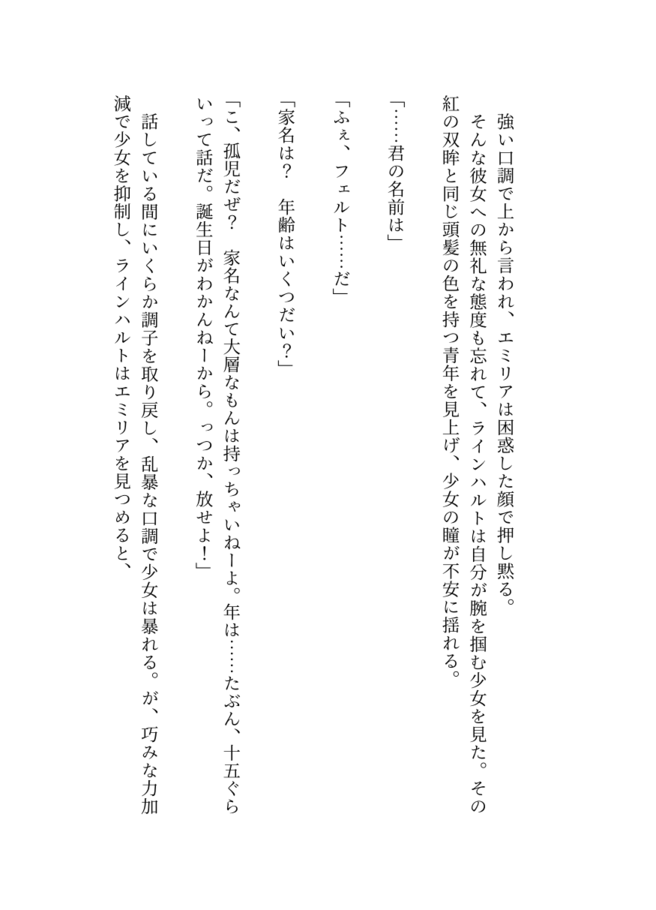 強い口調で上から言われ、エミリアは困惑した顔で押し黙る。
そんな彼女への無礼な態度も忘れて、ラインハルトは自分が腕を掴む少女を見た。その
紅の双眸と同じ頭髪の色を持つ青年を見上げ、少女の瞳が不安に揺れる。
「……君の名前は」
「ふぇ、フェルト……だ」
「家名は？　年齢はいくつだい？」
「こ、孤児だぜ？　家名なんて大層なもんは持っちゃいねーよ。年は……たぶん、十五ぐら
いって話だ。誕生日がわかんねーから。っつか、放せよ！」
話している間にいくらか調子を取り戻し、乱暴な口調で少女は暴れる。が、巧みな力加
減で少女を抑制し、ラインハルトはエミリアを見つめると、